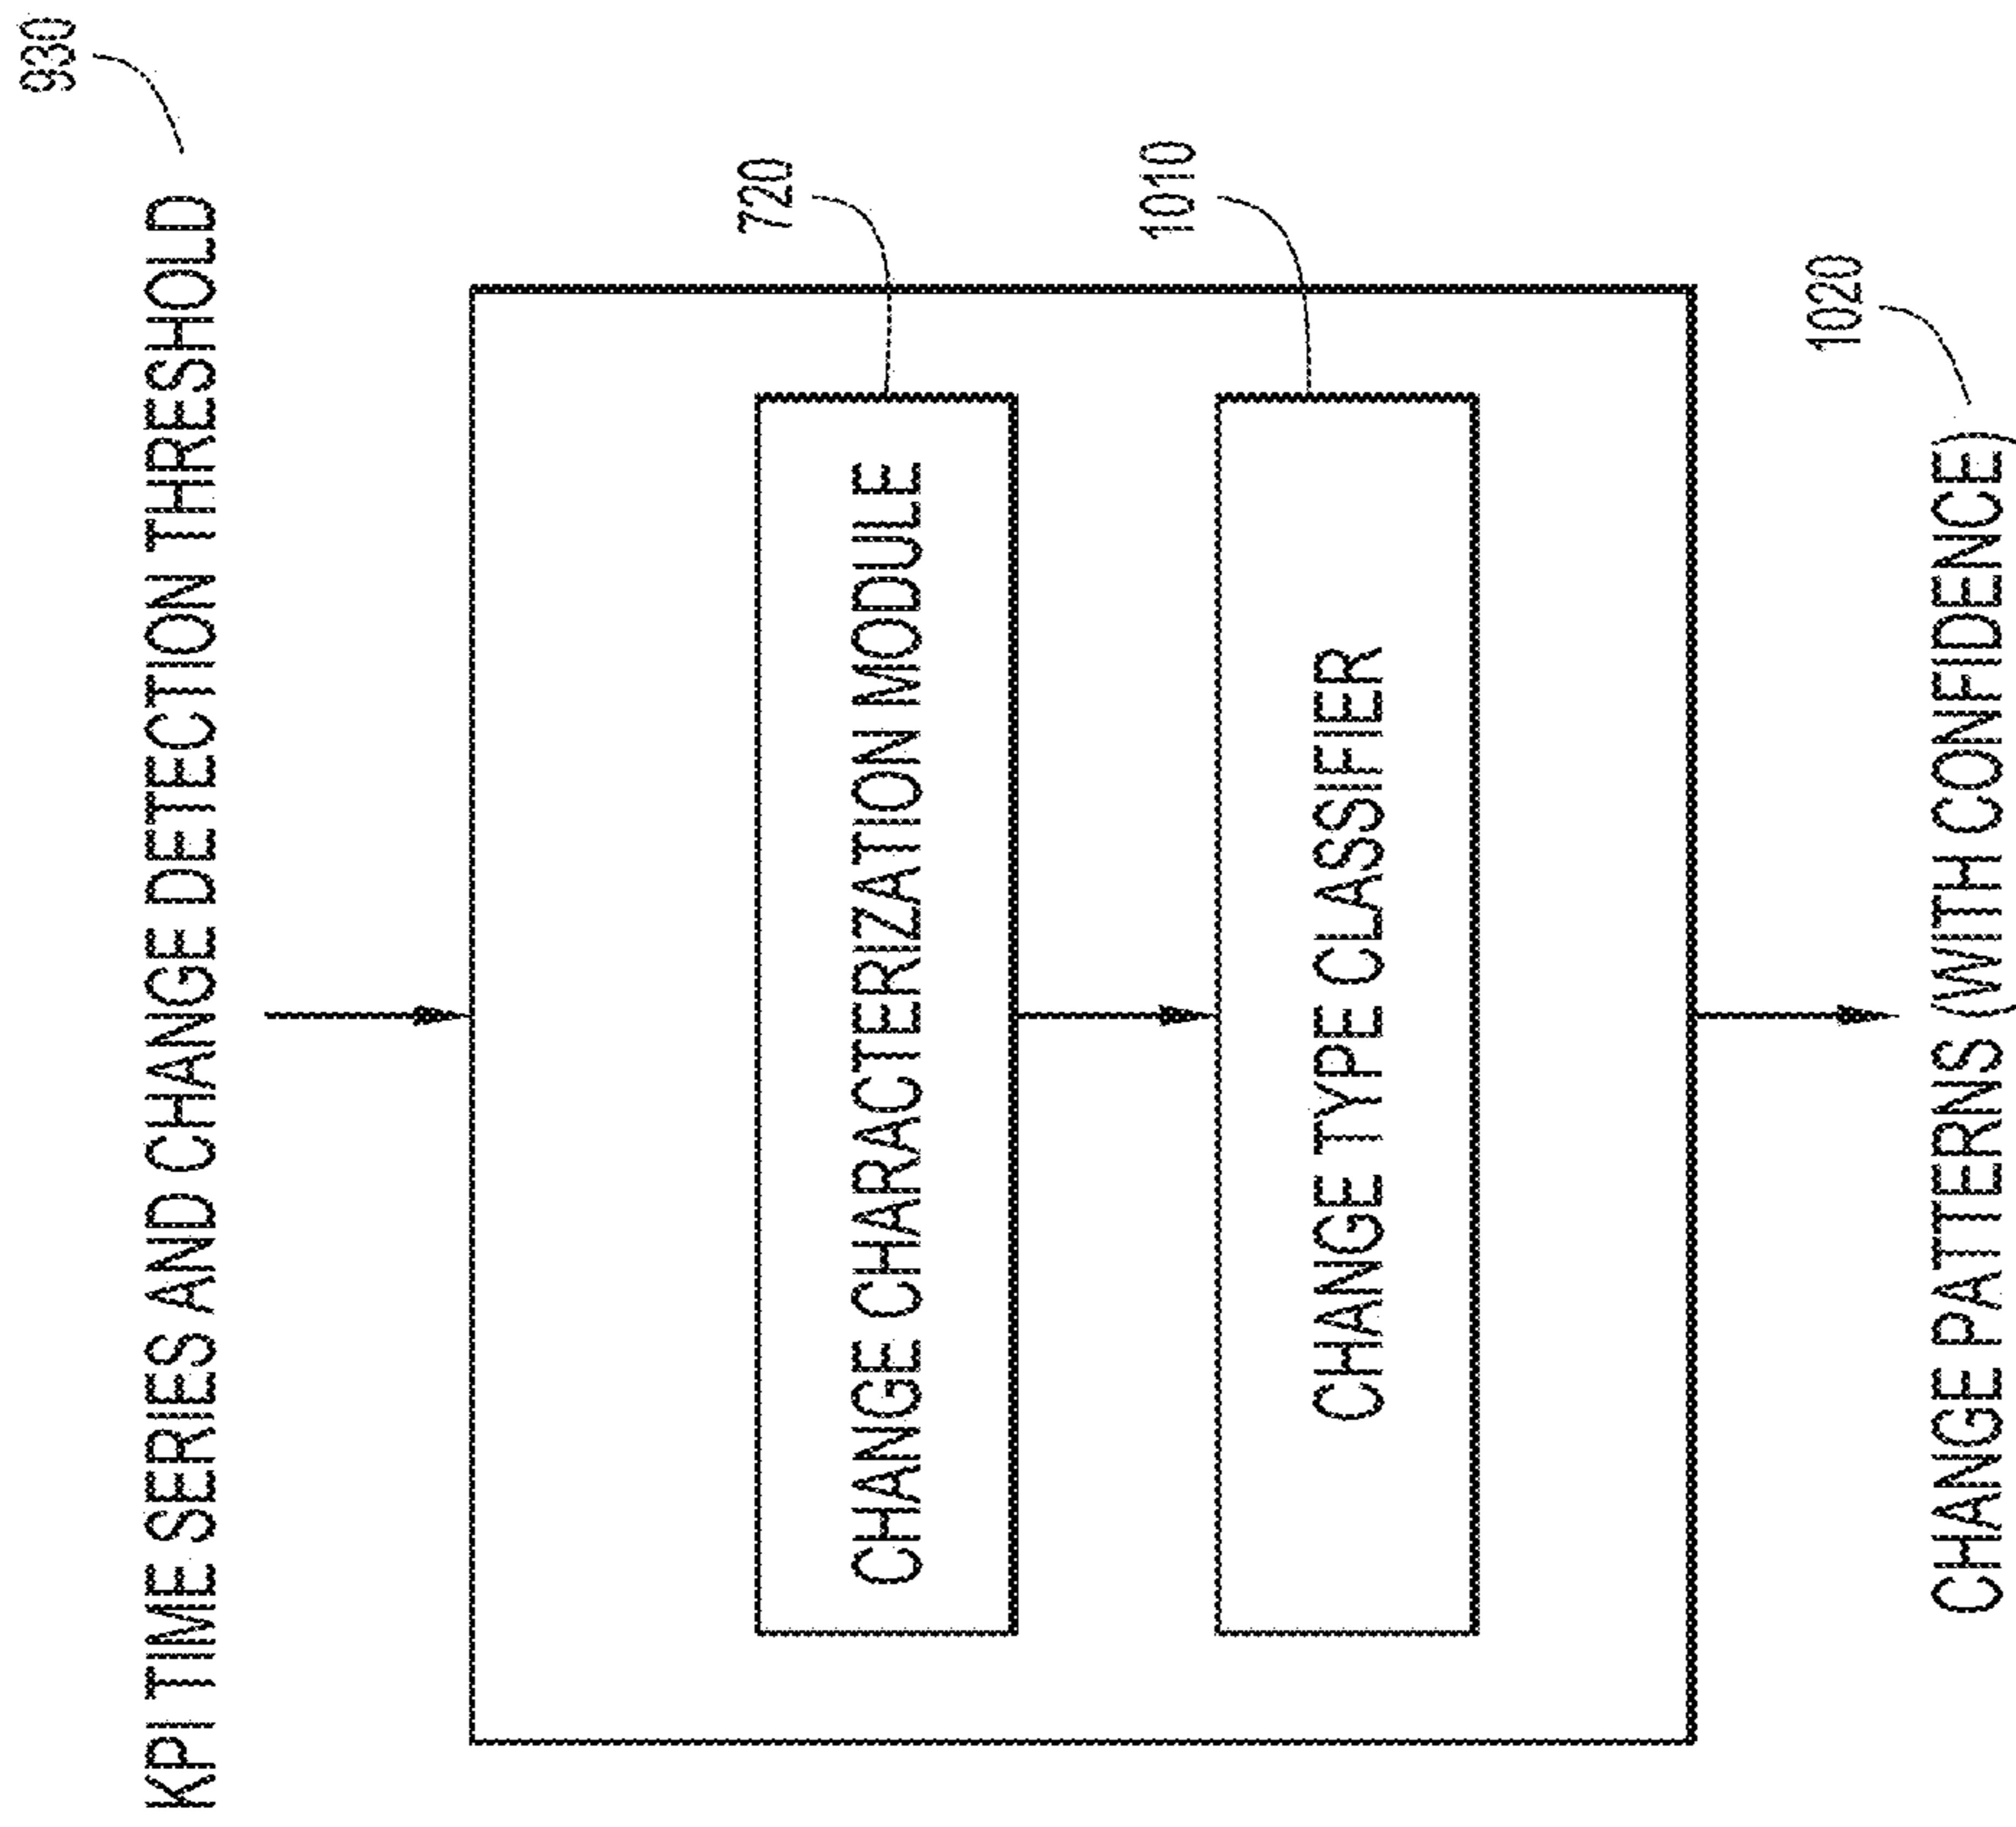 KPI TIME SERIES AND CHANGE DETECTION THRESHOLD
930
CHANGE CHARACTERIZATION MODULE
720
CHANGE TYPE CLASSIFIER
1010
CHANGE PATTERNS (WITH CONFIDENCE)
1020